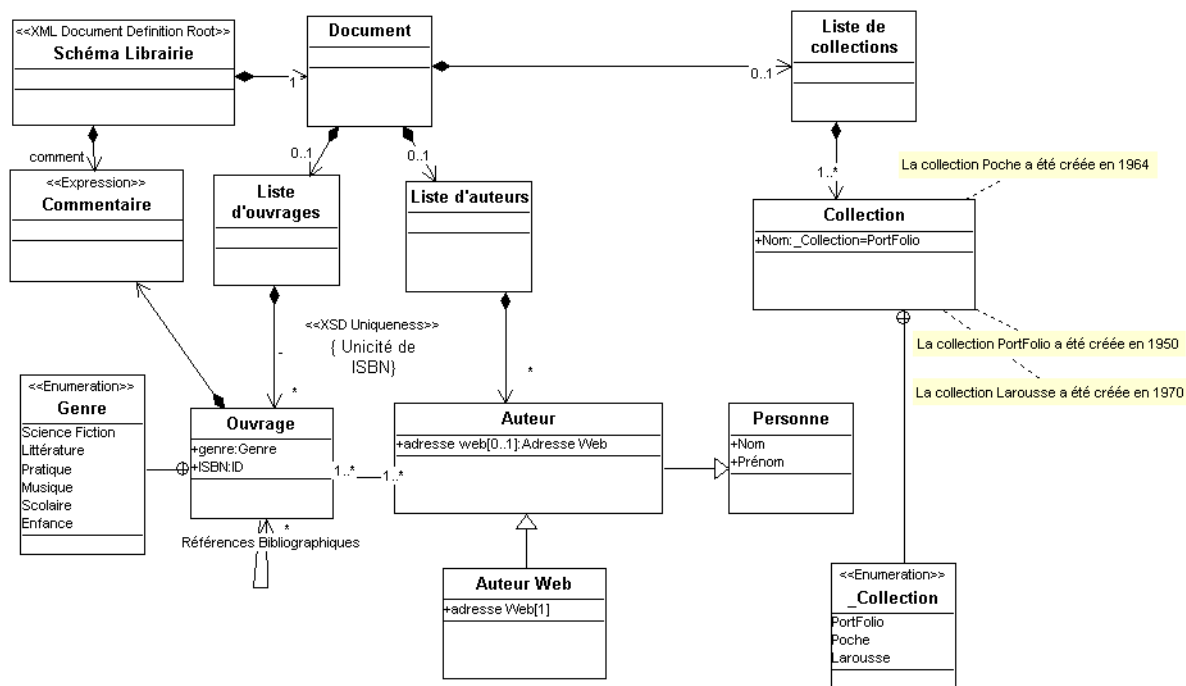 <<XML Document Definition Root>>
Schéma Librairie
Document
Liste de
collections
1
0..1
comment
0..1
0..1
1..*
La collection Poche a été créée en 1964
<<Expression>>
Commentaire
Liste
d'ouvrages
Liste d'auteurs
Collection
+Nom:_Collection=PortFolio
<<XSD Uniqueness>>
{ Unicité de
ISBN}
-
*
*
La collection PortFolio a été créée en 1950
La collection Larousse a été créée en 1970
<<Enumeration>>
Genre
Science Fiction
Littérature
Pratique
Musique
Scolaire
Enfance
Ouvrage
+genre:Genre
+ISBN:ID
1..*
1..*
Auteur
+adresse web[0..1]:Adresse Web
Personne
+Nom
+Prénom
*
Références Bibliographiques
Auteur Web
+adresse Web[1]
<<Enumeration>>
_Collection
PortFolio
Poche
Larousse